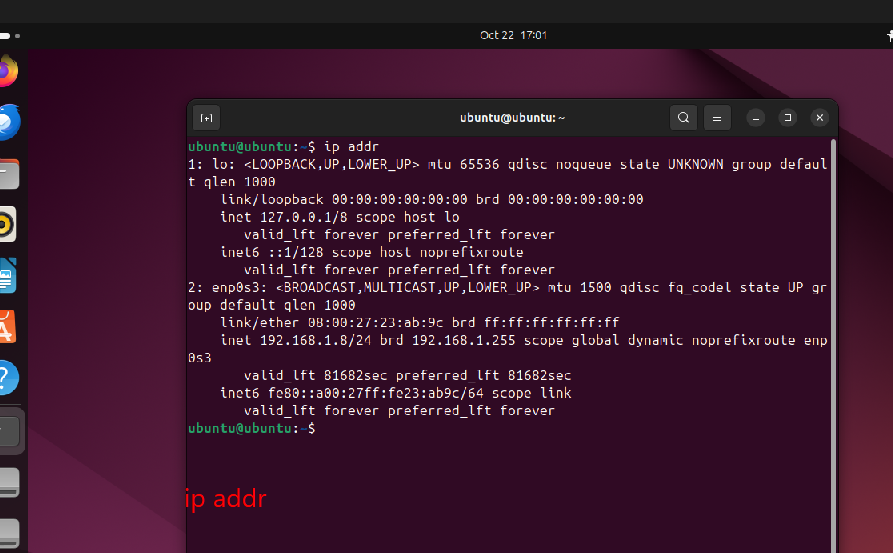 Oct 22 17:01
ubuntu@ubuntu: ~
ubuntu@ubuntu:~$ ip addr
1: lo: <LOOPBACK,UP,LOWER_UP> mtu 65536 qdisc noqueue state UNKNOWN group defaul
t qlen 1000
    link/loopback 00:00:00:00:00:00 brd 00:00:00:00:00:00
    inet 127.0.0.1/8 scope host lo
       valid_lft forever preferred_lft forever
    inet6 ::1/128 scope host noprefixroute
       valid_lft forever preferred_lft forever
2: enp0s3: <BROADCAST,MULTICAST,UP,LOWER_UP> mtu 1500 qdisc fq_codel state UP gr
oup default qlen 1000
    link/ether 08:00:27:23:ab:9c brd ff:ff:ff:ff:ff:ff
    inet 192.168.1.8/24 brd 192.168.1.255 scope global dynamic noprefixroute enp
0s3
       valid_lft 81682sec preferred_lft 81682sec
    inet6 fe80::a00:27ff:fe23:ab9c/64 scope link
       valid_lft forever preferred_lft forever
ubuntu@ubuntu:~$
ip addr